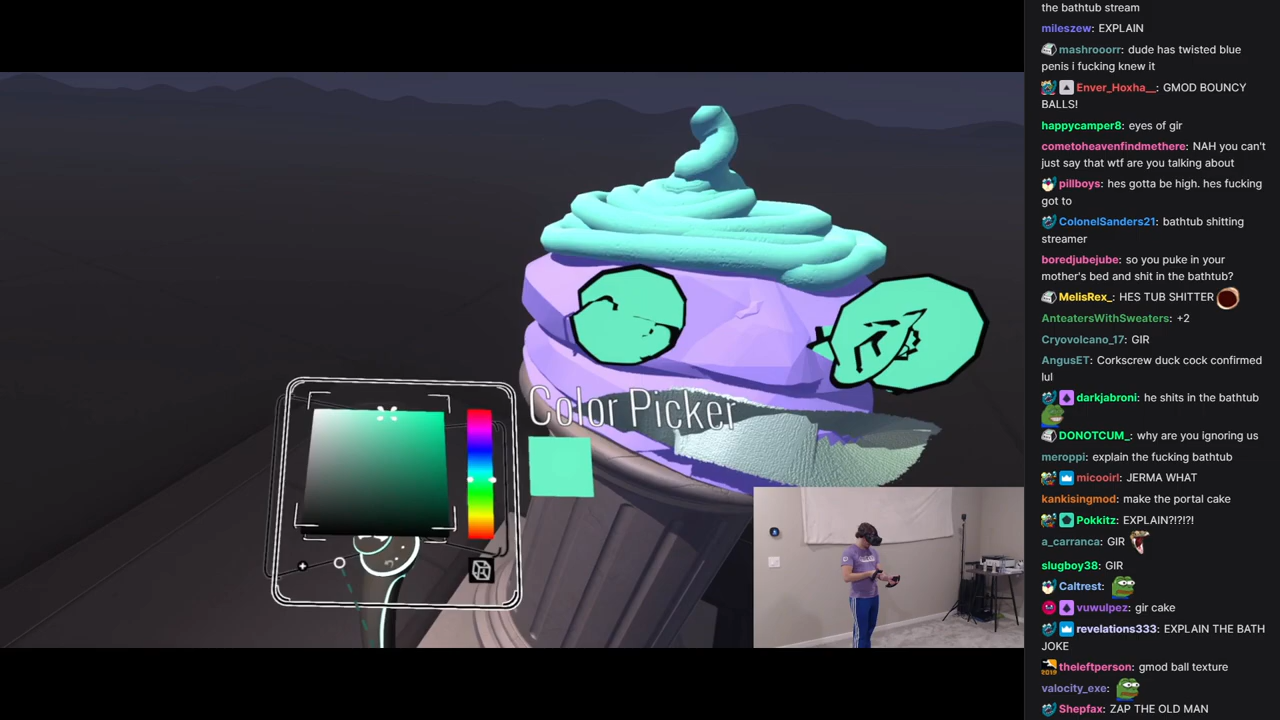 Color Picker
the bathtub stream
mileszew: EXPLAIN
mashrooorr: dude has twisted blue
penis i fucking knew it
Enver_Hoxha__: GMOD BOUNCY
BALLS!
happycamper8: eyes of gir
cometoheavenfindmethere: NAH you can't
just say that wtf are you talking about
pillboys: hes gotta be high. hes fucking
got to
ColonelSanders21: bathtub shitting
streamer
boredjubejube: so you puke in your
mother's bed and shit in the bathtub?
MelisRex_: HES TUB SHITTER
AnteatersWithSweaters: +2
Cryovolcano_17: GIR
AngusET: Corkscrew duck cock confirmed
lul
darkjabroni: he shits in the bathtub
DONOTCUM_: why are you ignoring us
meroppi: explain the fucking bathtub
micooirl: JERMA WHAT
kankisingmod: make the portal cake
Pokkitz: EXPLAIN?!?!?!
a_carranca: GIR
slugboy38: GIR
Caltrest:
vuwulpez: gir cake
revelations333: EXPLAIN THE BATH
JOKE
theleftperson: gmod ball texture
valocity_exe:
Shepfax: ZAP THE OLD MAN